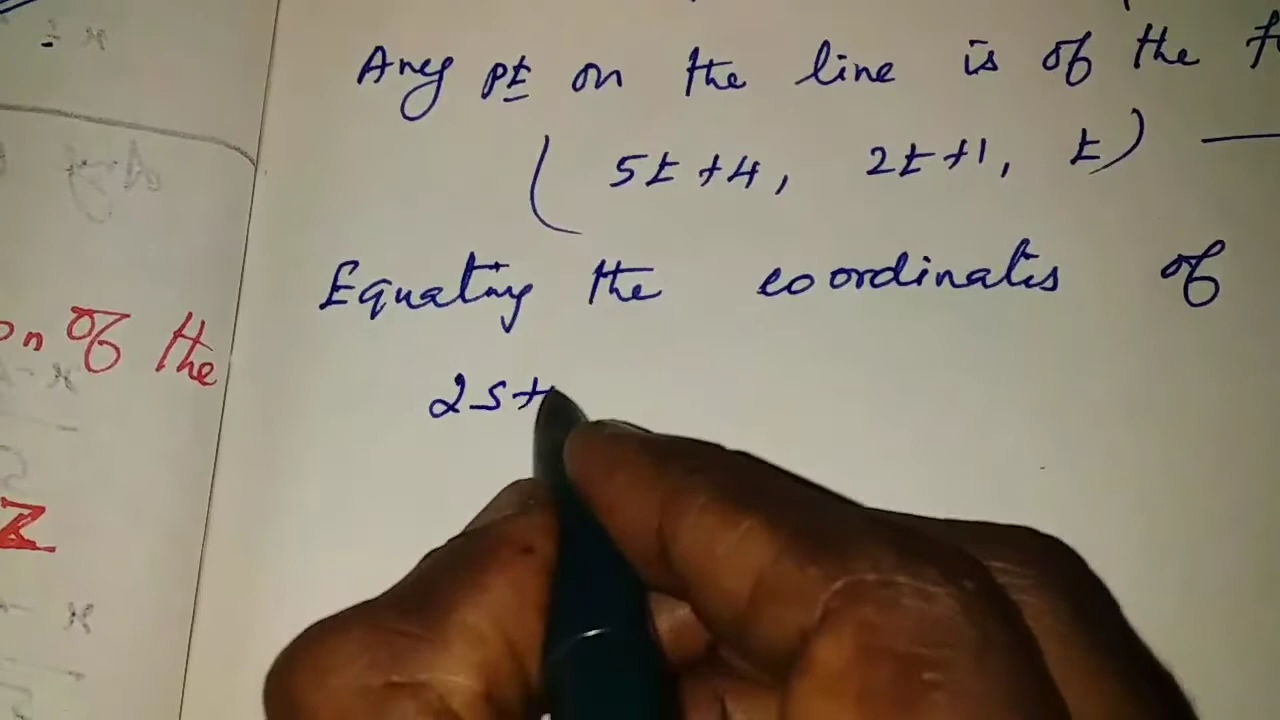 Any pt on the line is of the
(5t+4, 2t+1, t)
Equating the coordinates of
2s+
on of the
Z